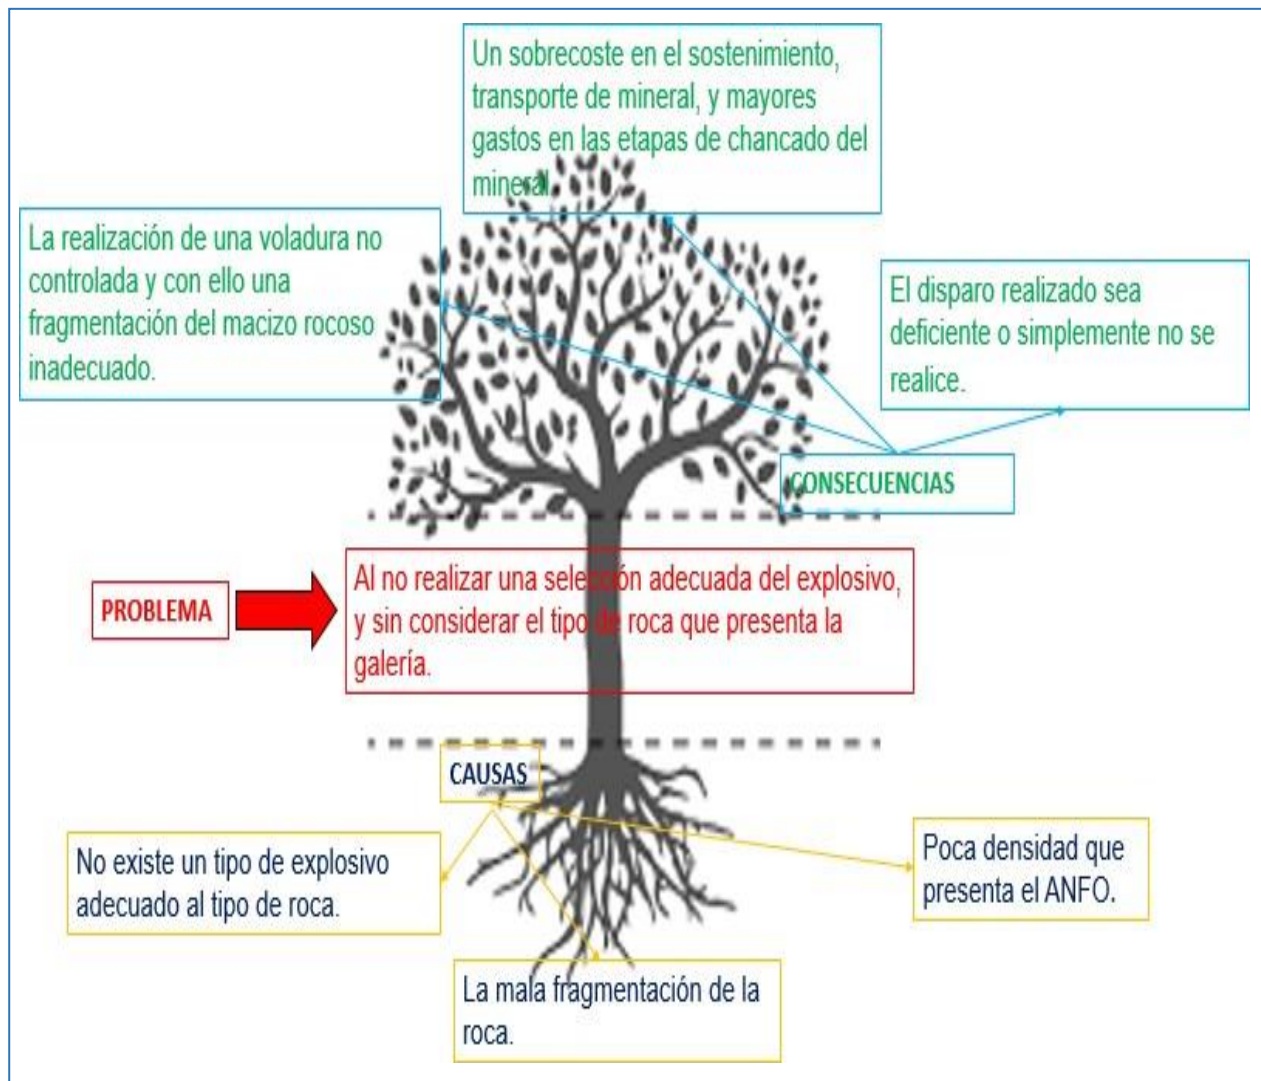 Un sobrecoste en el sostenimiento,
transporte de mineral, y mayores
gastos en las etapas de chancado del
mineral.
La realización de una voladura no
controlada y con ello una
fragmentación del macizo rocoso
inadecuado.
El disparo realizado sea
deficiente o simplemente no se
realice.
CONSECUENCIAS
PROBLEMA
Al no realizar una selección adecuada del explosivo,
y sin considerar el tipo de roca que presenta la
galería.
CAUSAS
No existe un tipo de explosivo
adecuado al tipo de roca.
Poca densidad que
presenta el ANFO.
La mala fragmentación de la
roca.